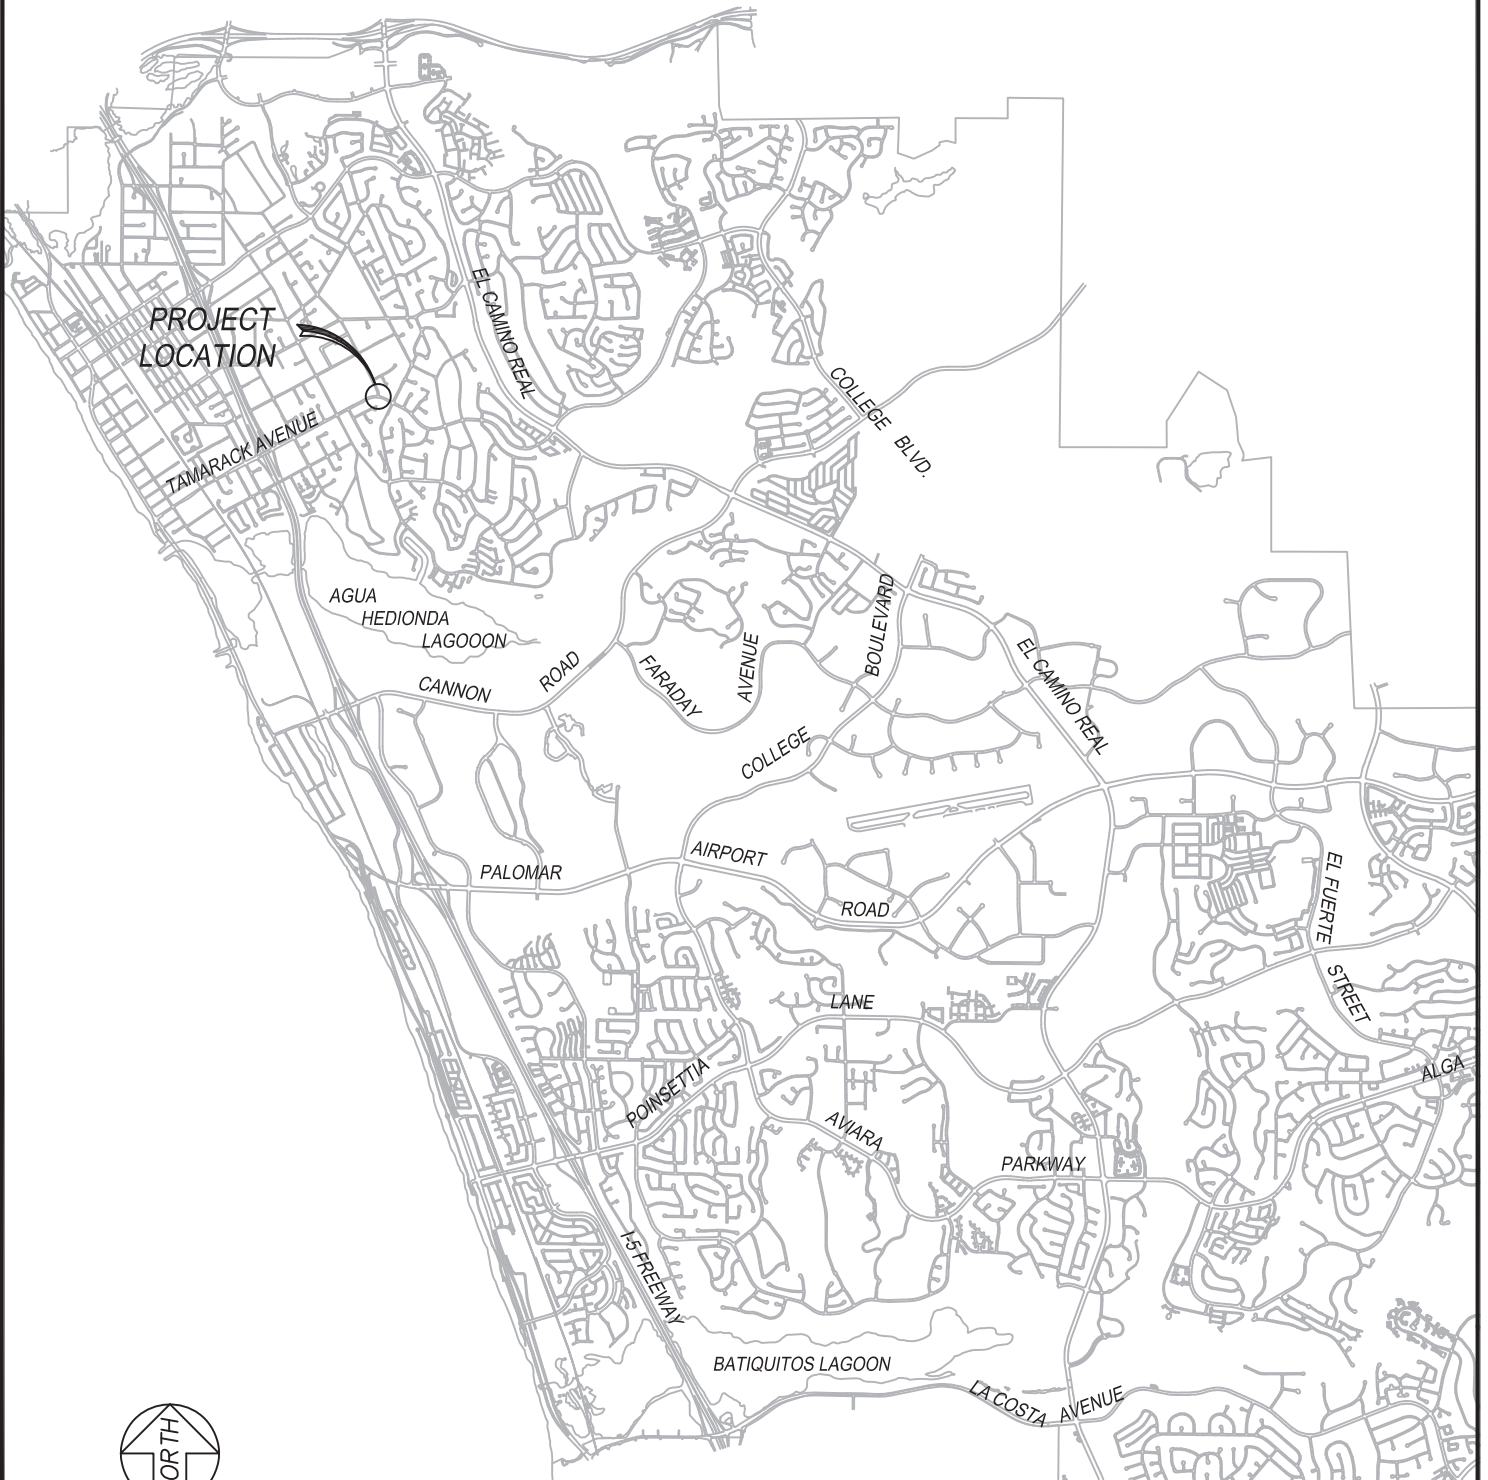 EL CAMINO REAL
PROJECT
LOCATION
COLLEGE BLVD.
TAMARACK AVENUE
AGUA
HEDIONDA
LAGOOON
BOULEVARD
CANNON ROAD
FARADAY AVENUE
EL CAMINO REAL
COLLEGE
PALOMAR AIRPORT ROAD
EL FUERTE STREET
POINSETTIA LANE
ALGA
AVIARA PARKWAY
I-5 FREEWAY
BATIQUITOS LAGOON
LA COSTA AVENUE
ORTH